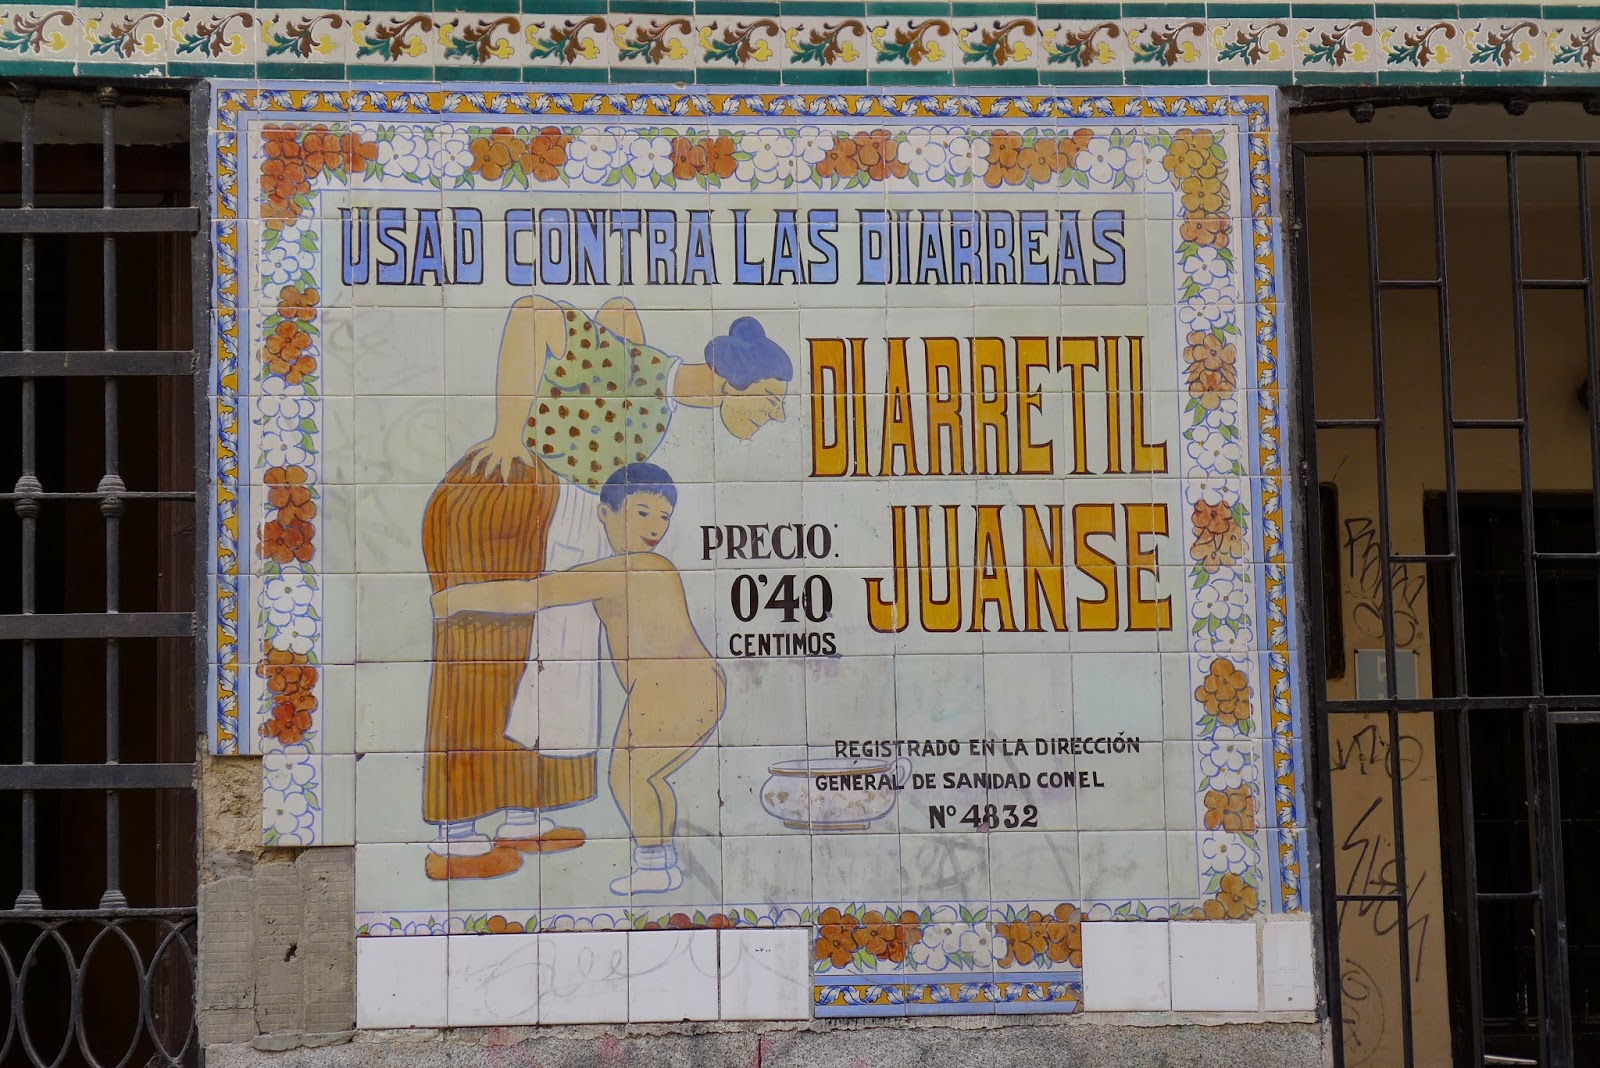 USAD CONTRA LAS DIARREAS
DIARRETIL
JUANSE
PRECIO:
0'40
CENTIMOS
REGISTRADO EN LA DIRECCIÓN
GENERAL DE SANIDAD CON EL
Nº 4832